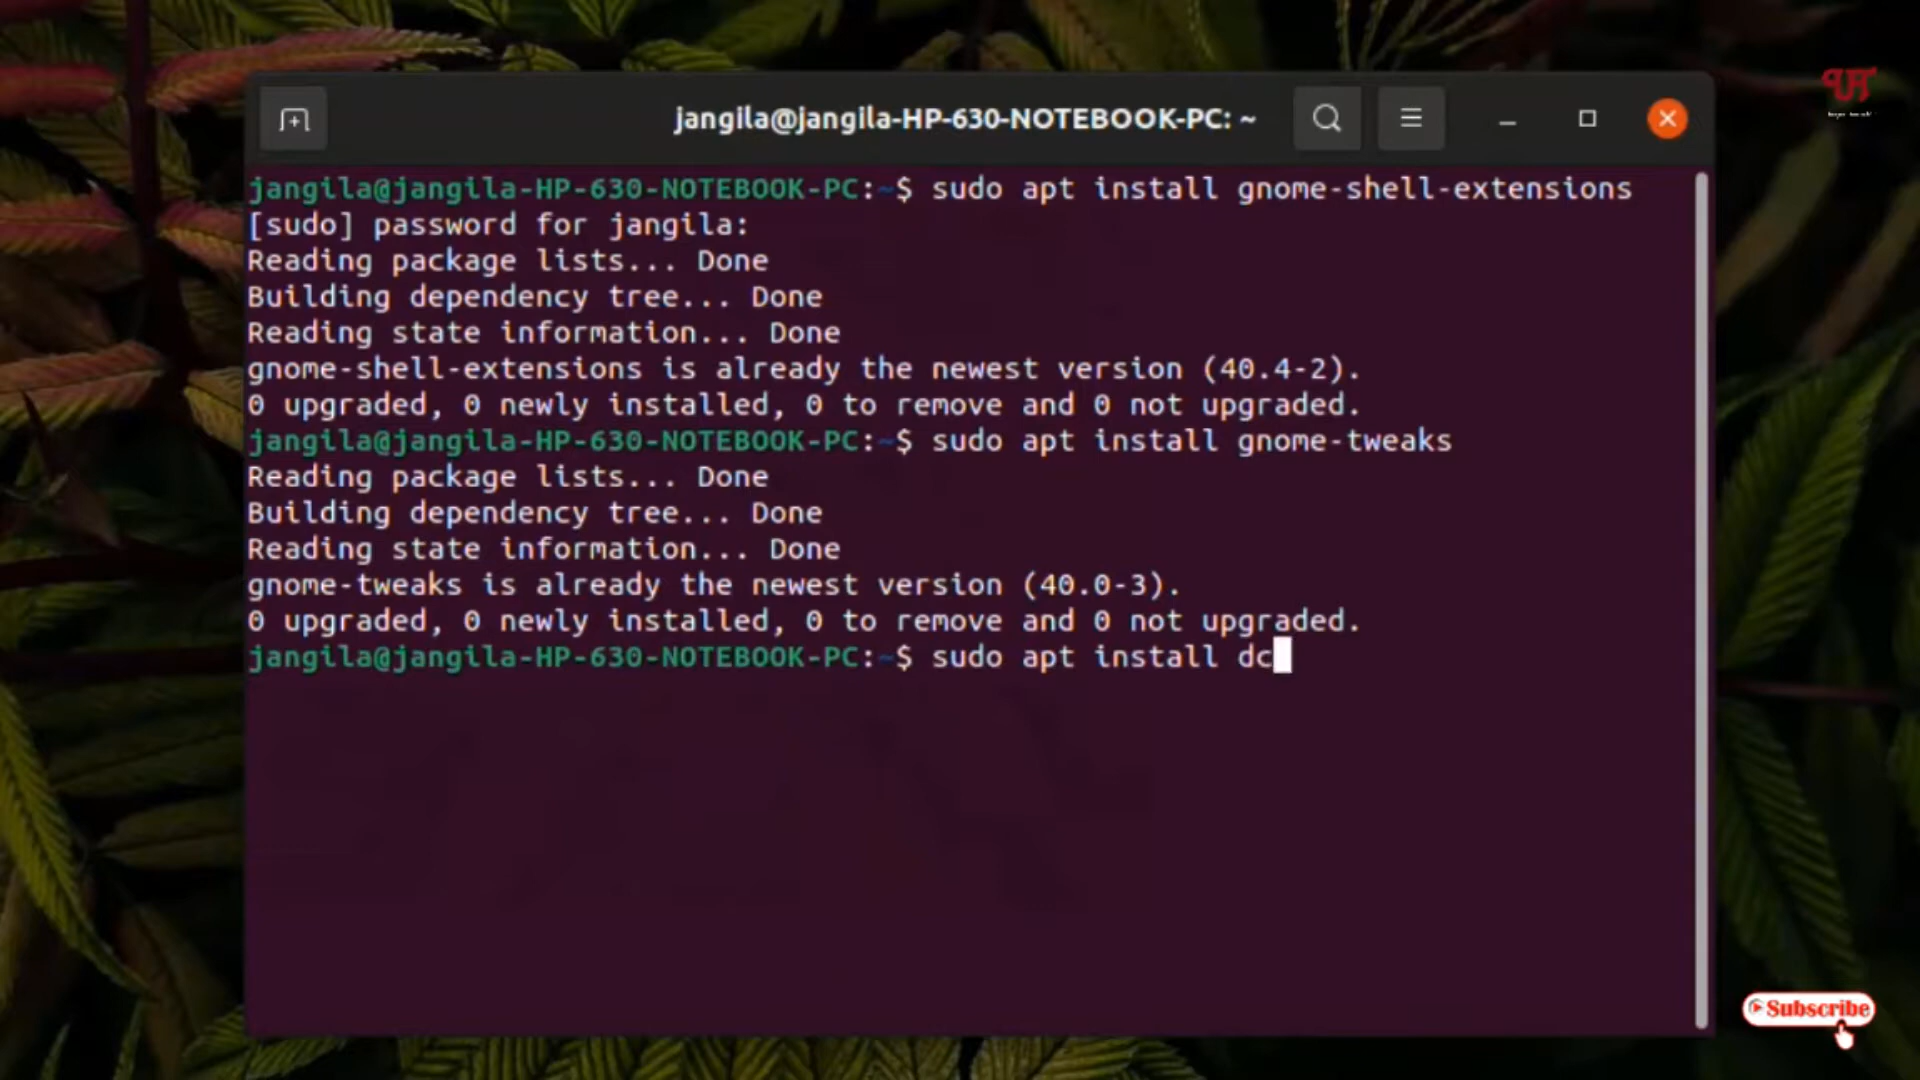 jangila@jangila-HP-630-NOTEBOOK-PC: ~
jangila@jangila-HP-630-NOTEBOOK-PC:~$ sudo apt install gnome-shell-extensions
[sudo] password for jangila:
Reading package lists... Done
Building dependency tree... Done
Reading state information... Done
gnome-shell-extensions is already the newest version (40.4-2).
0 upgraded, 0 newly installed, 0 to remove and 0 not upgraded.
jangila@jangila-HP-630-NOTEBOOK-PC:~$ sudo apt install gnome-tweaks
Reading package lists... Done
Building dependency tree... Done
Reading state information... Done
gnome-tweaks is already the newest version (40.0-3).
0 upgraded, 0 newly installed, 0 to remove and 0 not upgraded.
jangila@jangila-HP-630-NOTEBOOK-PC:~$ sudo apt install dc
Subscribe